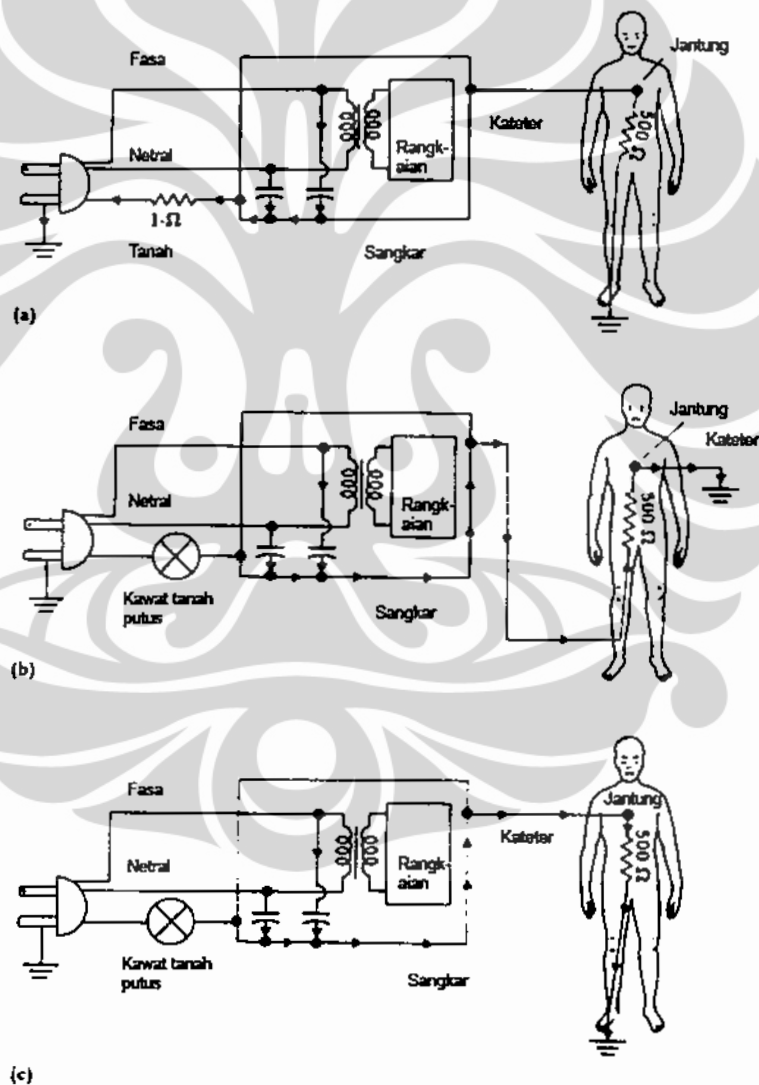 Fasa
Jantung
Netral
Rangk-
aian
Kateter
500 Ω
1-Ω
Tanah
Sangkar
(a)
Fasa
Jantung
Kateter
Netral
Rangk-
aian
500 Ω
Kawat tanah
putus
Sangkar
(b)
Fasa
Jantung
Kateter
Netral
Rangk-
aian
500 Ω
Kawat tanah
putus
Sangkar
(c)